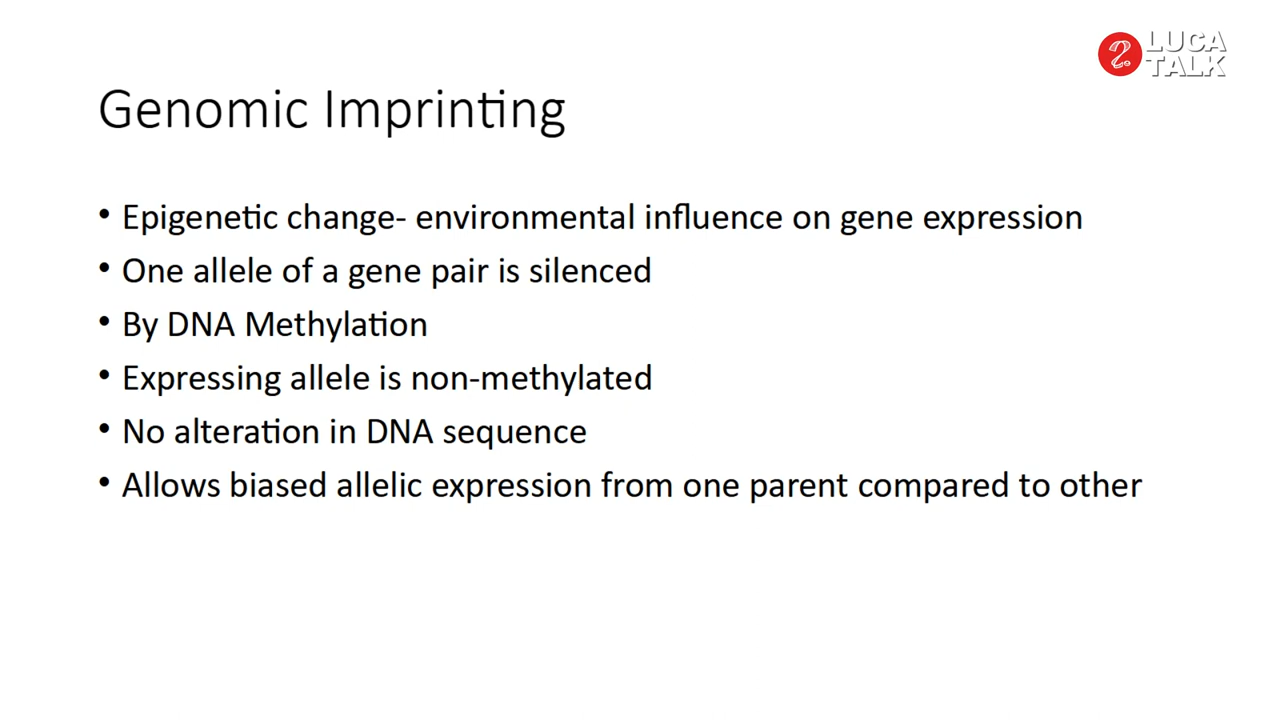 LUCA
TALK
Genomic Imprinting
• Epigenetic change- environmental influence on gene expression
• One allele of a gene pair is silenced
• By DNA Methylation
• Expressing allele is non-methylated
• No alteration in DNA sequence
• Allows biased allelic expression from one parent compared to other